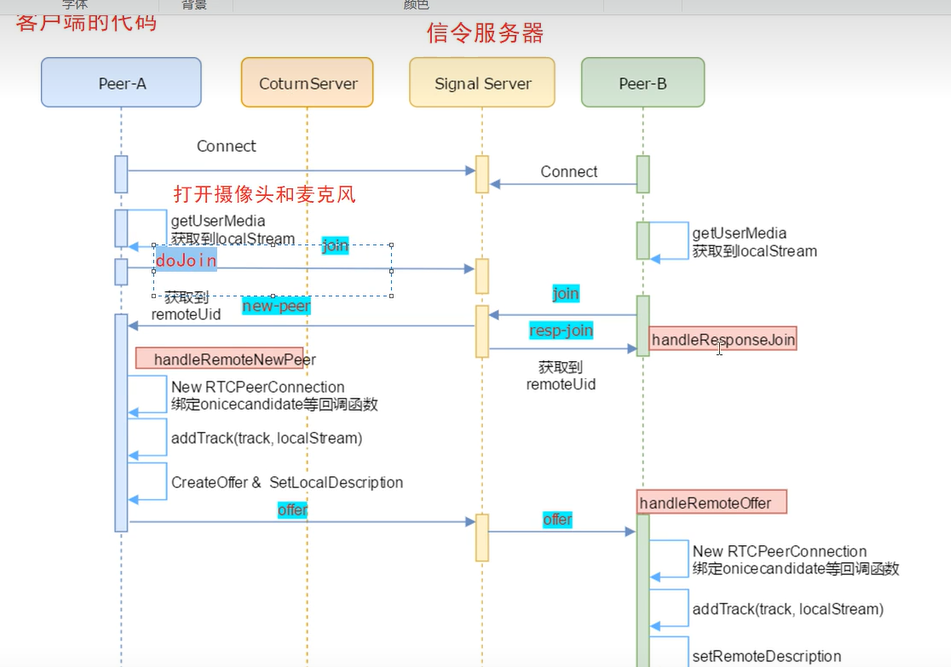 字体
背景
颜色
客户端的代码
信令服务器
Peer-A
CoturnServer
Signal Server
Peer-B
Connect
Connect
打开摄像头和麦克风
getUserMedia
获取到localStream
getUserMedia
获取到localStream
join
doJoin
join
获取到
remoteUid
new-peer
resp-join
handleResponseJoin
获取到
remoteUid
handleRemoteNewPeer
New RTCPeerConnection
绑定onicecandidate等回调函数
addTrack(track, localStream)
CreateOffer & SetLocalDescription
offer
offer
handleRemoteOffer
New RTCPeerConnection
绑定onicecandidate等回调函数
addTrack(track, localStream)
setRemoteDescription